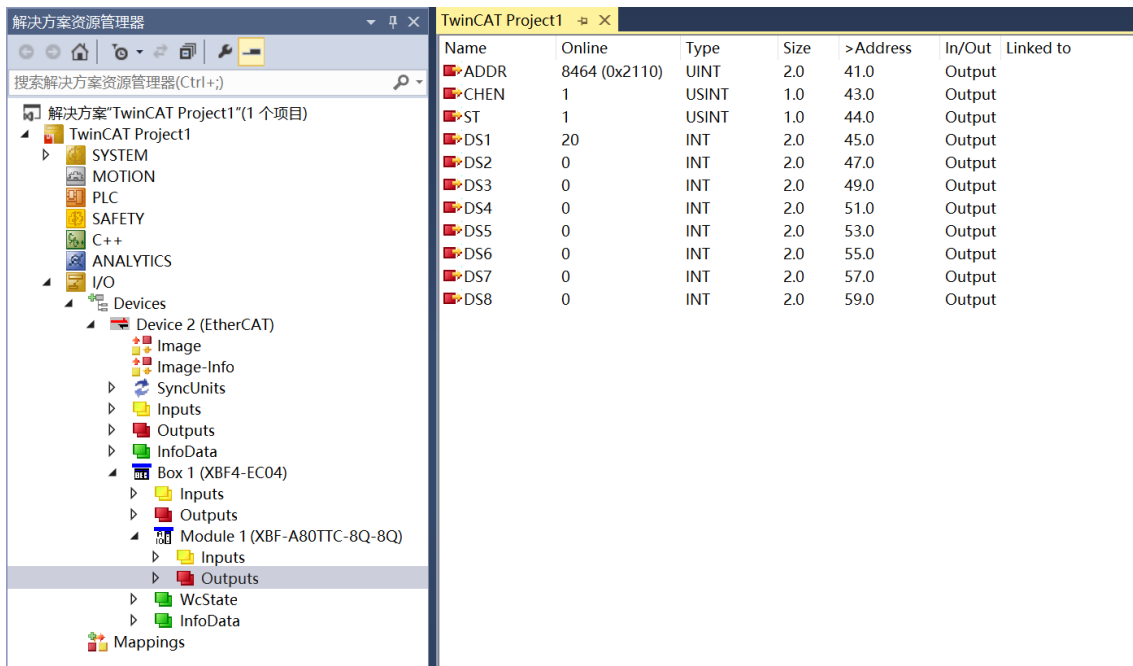 解决方案资源管理器
搜索解决方案资源管理器(Ctrl+;)
解决方案"TwinCAT Project1"(1 个项目)
TwinCAT Project1
SYSTEM
MOTION
PLC
SAFETY
C++
ANALYTICS
I/O
Devices
Device 2 (EtherCAT)
Image
Image-Info
SyncUnits
Inputs
Outputs
InfoData
Box 1 (XBF4-EC04)
Inputs
Outputs
Module 1 (XBF-A80TTC-8Q-8Q)
Inputs
Outputs
WcState
InfoData
Mappings
TwinCAT Project1
Name Online Type Size >Address In/Out Linked to
ADDR 8464 (0x2110) UINT 2.0 41.0 Output
CHEN 1 USINT 1.0 43.0 Output
ST 1 USINT 1.0 44.0 Output
DS1 20 INT 2.0 45.0 Output
DS2 0 INT 2.0 47.0 Output
DS3 0 INT 2.0 49.0 Output
DS4 0 INT 2.0 51.0 Output
DS5 0 INT 2.0 53.0 Output
DS6 0 INT 2.0 55.0 Output
DS7 0 INT 2.0 57.0 Output
DS8 0 INT 2.0 59.0 Output